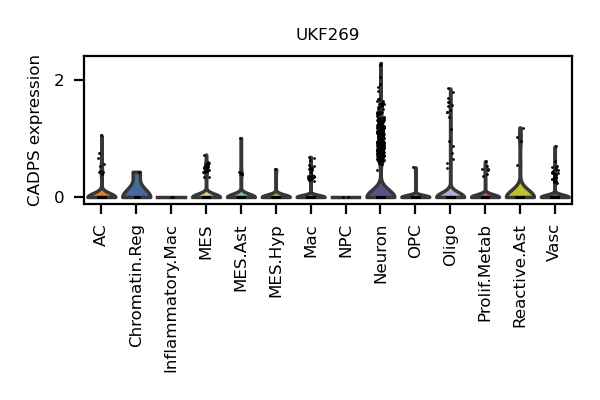 UKF269
CADPS expression
2
0
AC
Chromatin.Reg
Inflammatory.Mac
MES
MES.Ast
MES.Hyp
Mac
NPC
Neuron
OPC
Oligo
Prolif.Metab
Reactive.Ast
Vasc